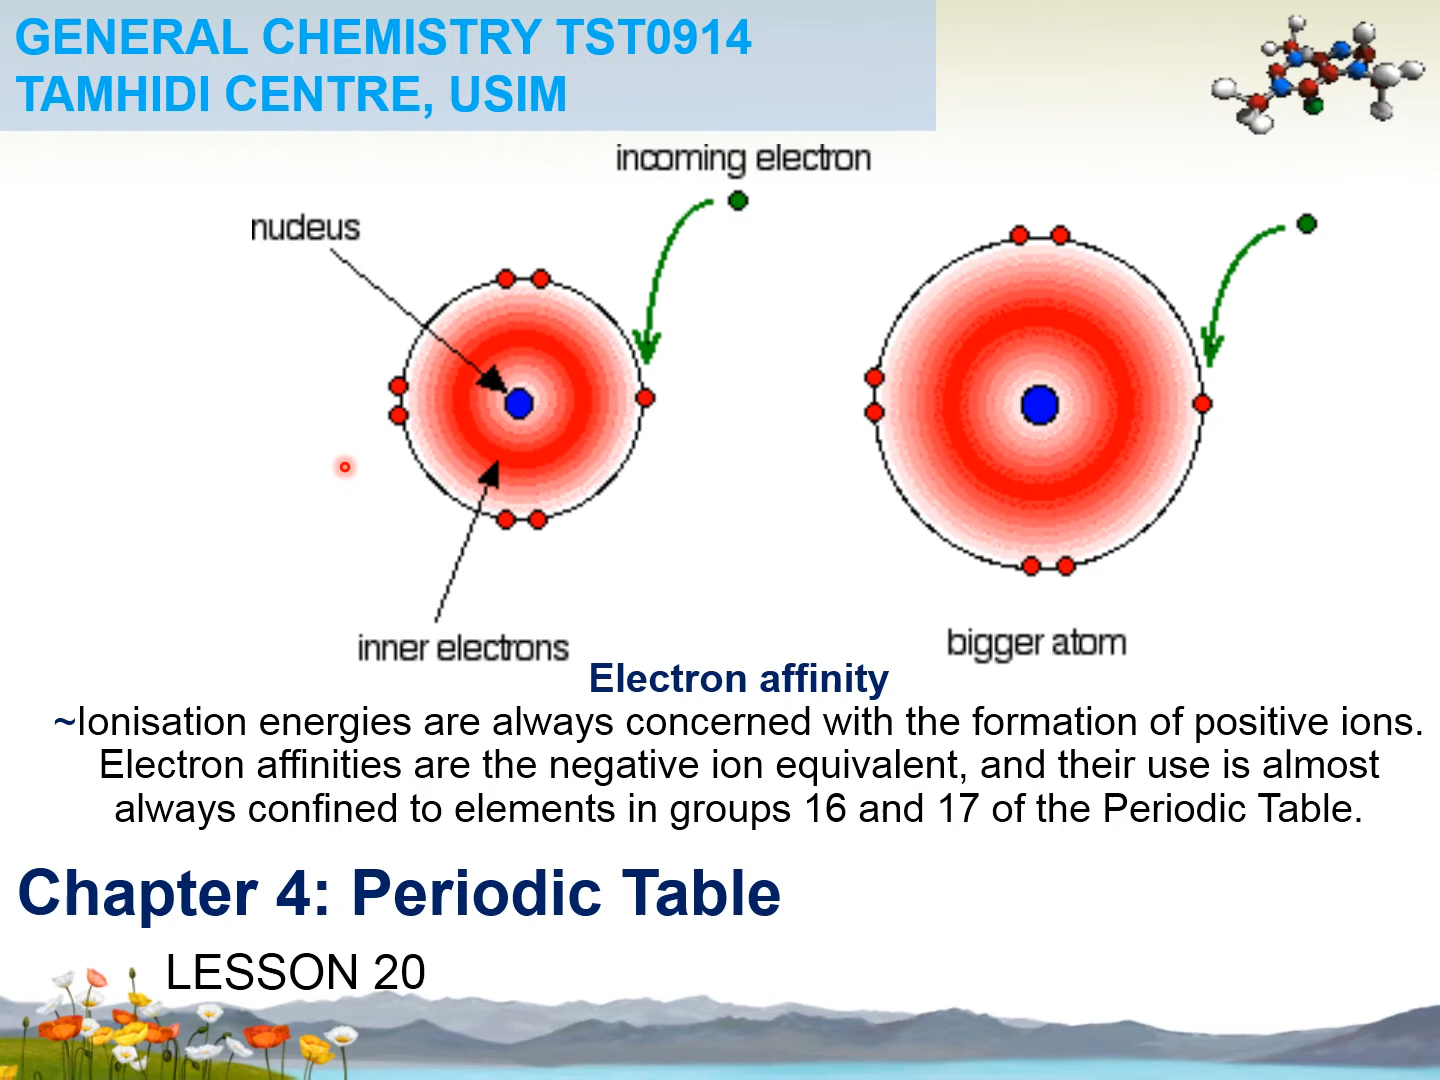 GENERAL CHEMISTRY TST0914
TAMHIDI CENTRE, USIM
incoming electron
nucleus
inner electrons
bigger atom
Electron affinity
~Ionisation energies are always concerned with the formation of positive ions.
Electron affinities are the negative ion equivalent, and their use is almost
always confined to elements in groups 16 and 17 of the Periodic Table.
Chapter 4: Periodic Table
LESSON 20